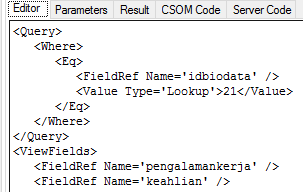 Editor Parameters Result CSOM Code Server Code
<Query>
   <Where>
      <Eq>
         <FieldRef Name='idbiodata' />
         <Value Type='Lookup'>21</Value>
      </Eq>
   </Where>
</Query>
<ViewFields>
   <FieldRef Name='pengalamankerja' />
   <FieldRef Name='keahlian' />